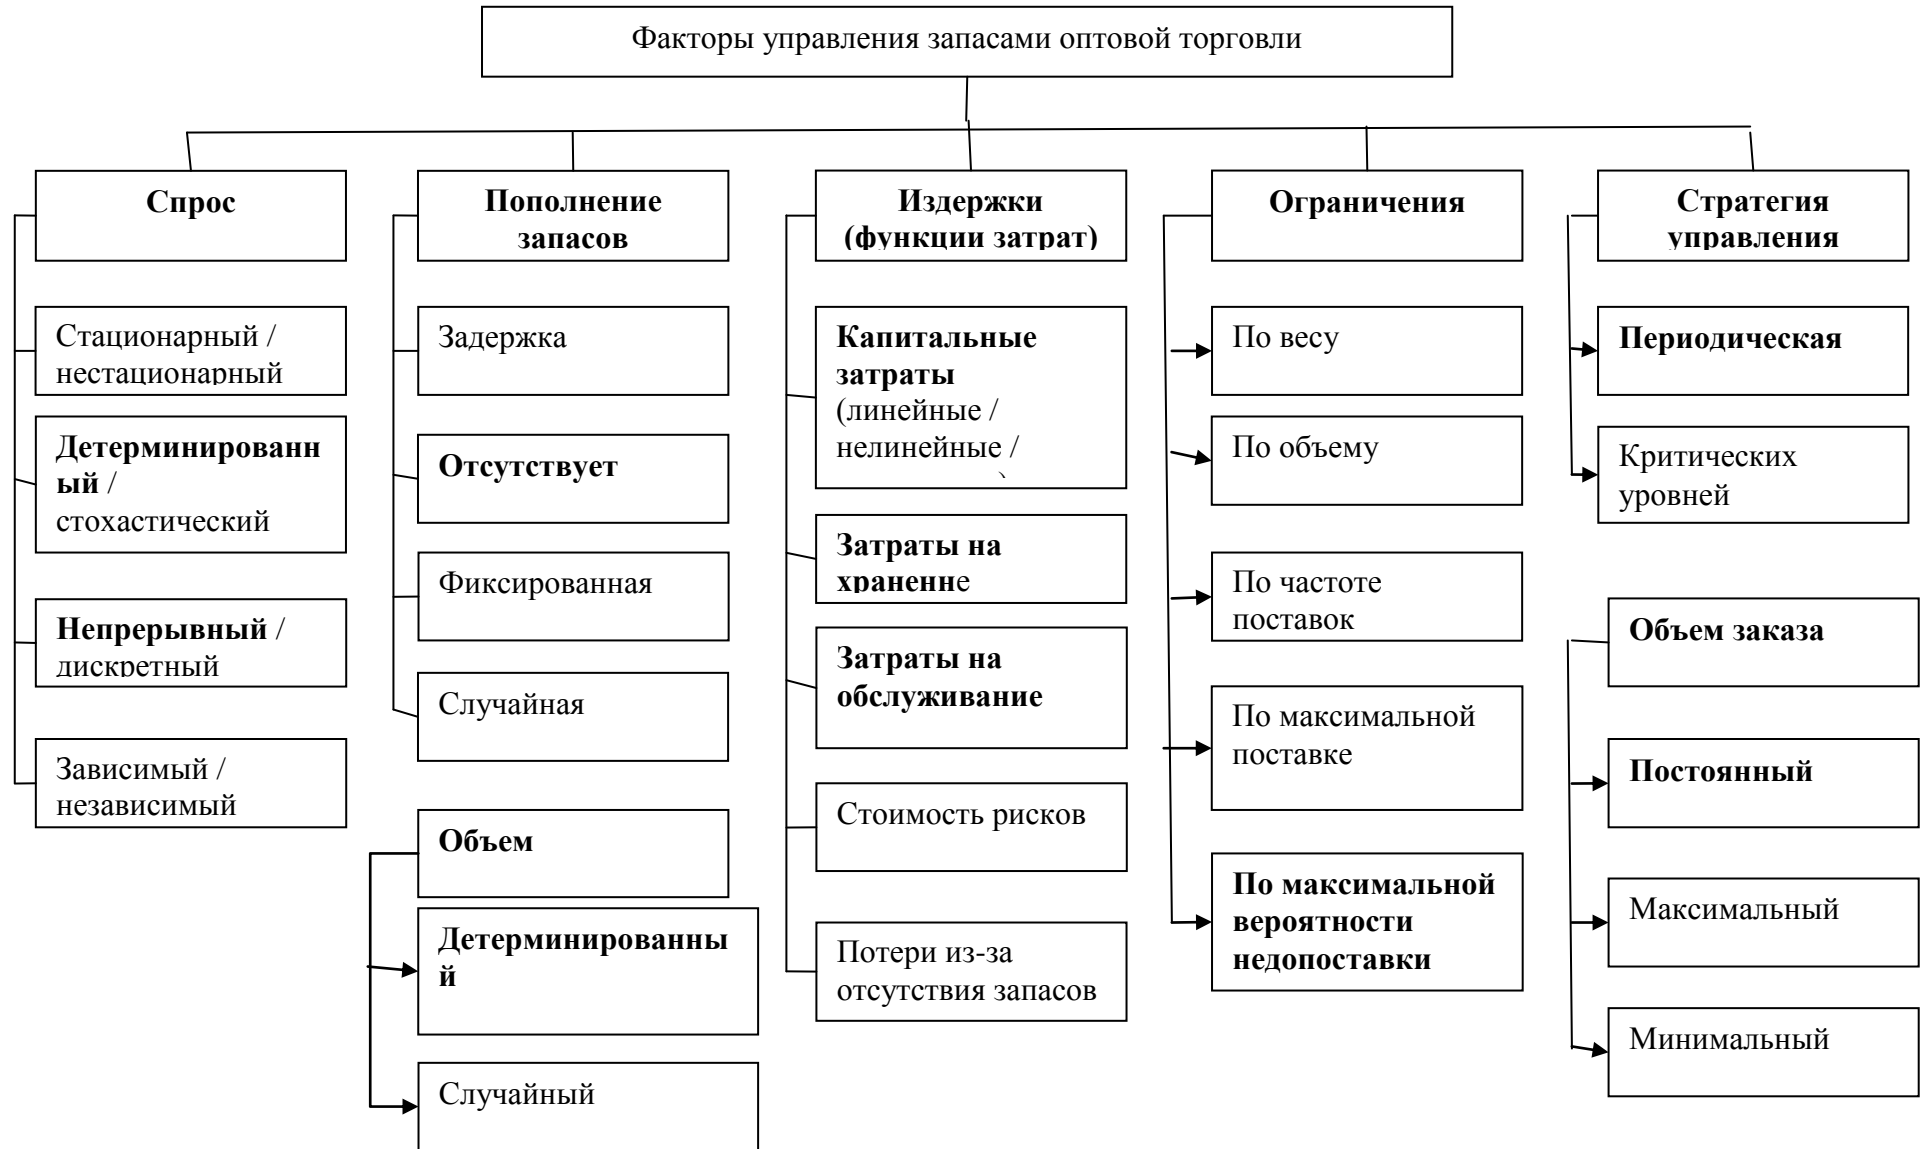 Факторы управления запасами оптовой торговли
Спрос
Стационарный /
нестационарный
Детерминированн
ый /
стохастический
Непрерывный /
дискретный
Зависимый /
независимый
Пополнение
запасов
Задержка
Отсутствует
Фиксированная
Случайная
Объем
Детерминированны
й
Случайный
Издержки
(функции затрат)
Капитальные
затраты
(линейные /
нелинейные /
Затраты на
храненне
Затраты на
обслуживание
Стоимость рисков
Потери из-за
отсутствия запасов
Ограничения
По весу
По объему
По частоте
поставок
По максимальной
поставке
По максимальной
вероятности
недопоставки
Стратегия
управления
Периодическая
Критических
уровней
Объем заказа
Постоянный
Максимальный
Минимальный